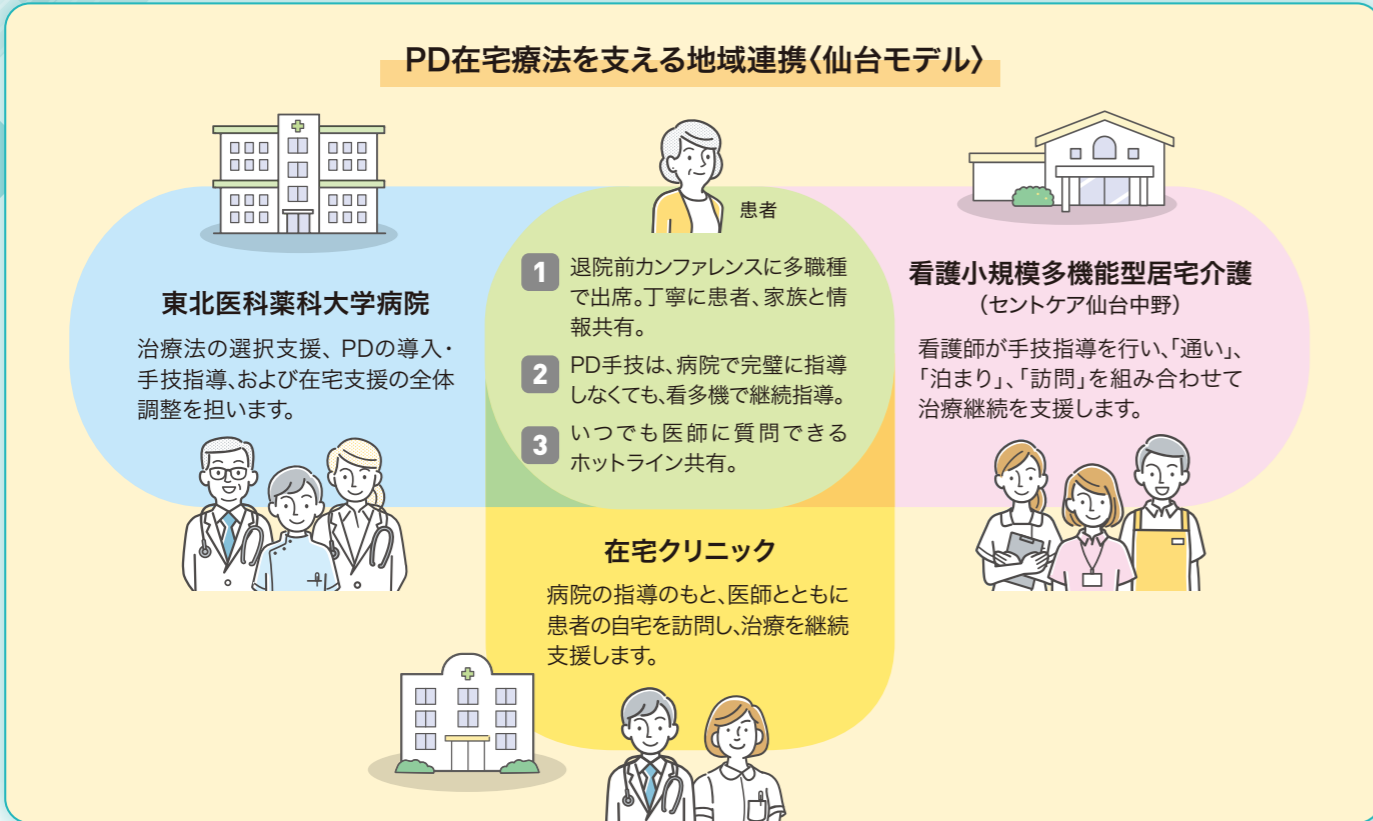 PD在宅療法を支える地域連携〈仙台モデル〉
患者
東北医科薬科大学病院
治療法の選択支援、PDの導入・
手技指導、および在宅支援の全体
調整を担います。
1 退院前カンファレンスに多職種
で出席。丁寧に患者、家族と情
報共有。
2 PD手技は、病院で完璧に指導
しなくても、看多機で継続指導。
3 いつでも医師に質問できる
ホットライン共有。
看護小規模多機能型居宅介護
（セントケア仙台中野）
看護師が手技指導を行い、「通い」、
「泊まり」、「訪問」を組み合わせて
治療継続を支援します。
在宅クリニック
病院の指導のもと、医師とともに
患者の自宅を訪問し、治療を継続
支援します。